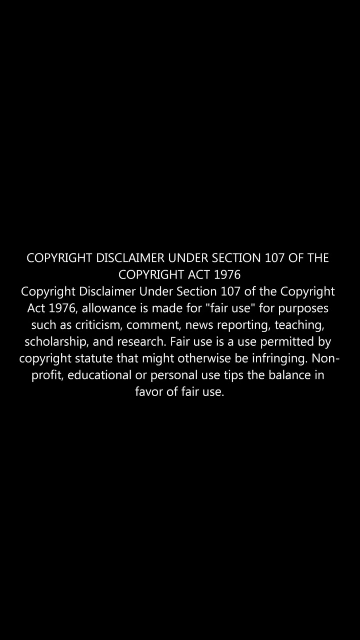 COPYRIGHT DISCLAIMER UNDER SECTION 107 OF THE
COPYRIGHT ACT 1976
Copyright Disclaimer Under Section 107 of the Copyright
Act 1976, allowance is made for "fair use" for purposes
such as criticism, comment, news reporting, teaching,
scholarship, and research. Fair use is a use permitted by
copyright statute that might otherwise be infringing. Non-
profit, educational or personal use tips the balance in
favor of fair use.